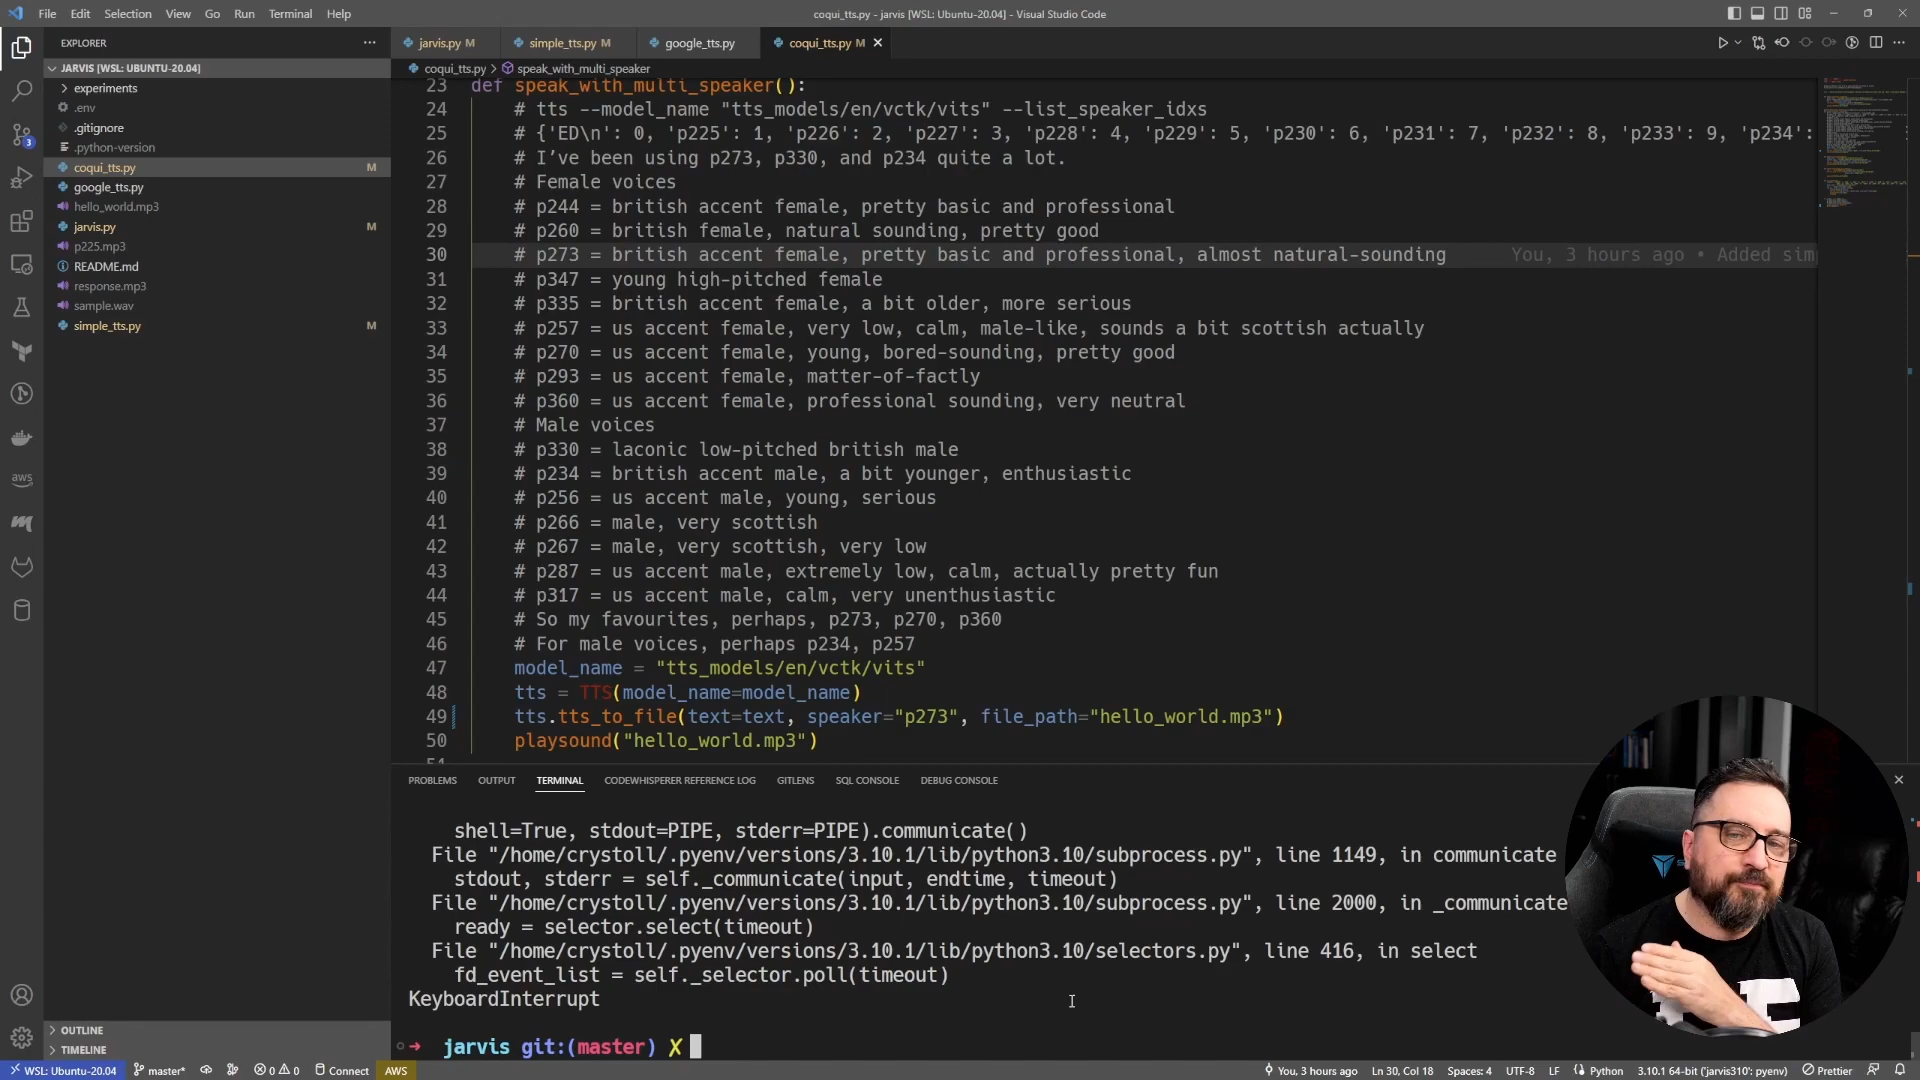 File Edit Selection View Go Run Terminal Help
coqui_tts.py - jarvis [WSL: Ubuntu-20.04] - Visual Studio Code
EXPLORER
JARVIS [WSL: UBUNTU-20.04]
experiments
.env
.gitignore
.python-version
coqui_tts.py M
google_tts.py
hello_world.mp3
jarvis.py M
p225.mp3
README.md
response.mp3
sample.wav
simple_tts.py M
3
aws
OUTLINE
TIMELINE
jarvis.py M simple_tts.py M google_tts.py coqui_tts.py M
coqui_tts.py > speak_with_multi_speaker
23 def speak_with_multi_speaker():
24 # tts --model_name "tts_models/en/vctk/vits" --list_speaker_idxs
25 # {'ED\n': 0, 'p225': 1, 'p226': 2, 'p227': 3, 'p228': 4, 'p229': 5, 'p230': 6, 'p231': 7, 'p232': 8, 'p233': 9, 'p234':
26 # I’ve been using p273, p330, and p234 quite a lot.
27 # Female voices
28 # p244 = british accent female, pretty basic and professional
29 # p260 = british female, natural sounding, pretty good
30 # p273 = british accent female, pretty basic and professional, almost natural-sounding You, 3 hours ago • Added sim
31 # p347 = young high-pitched female
32 # p335 = british accent female, a bit older, more serious
33 # p257 = us accent female, very low, calm, male-like, sounds a bit scottish actually
34 # p270 = us accent female, young, bored-sounding, pretty good
35 # p293 = us accent female, matter-of-factly
36 # p360 = us accent female, professional sounding, very neutral
37 # Male voices
38 # p330 = laconic low-pitched british male
39 # p234 = british accent male, a bit younger, enthusiastic
40 # p256 = us accent male, young, serious
41 # p266 = male, very scottish
42 # p267 = male, very scottish, very low
43 # p287 = us accent male, extremely low, calm, actually pretty fun
44 # p317 = us accent male, calm, very unenthusiastic
45 # So my favourites, perhaps, p273, p270, p360
46 # For male voices, perhaps p234, p257
47 model_name = "tts_models/en/vctk/vits"
48 tts = TTS(model_name=model_name)
49 tts.tts_to_file(text=text, speaker="p273", file_path="hello_world.mp3")
50 playsound("hello_world.mp3")
PROBLEMS OUTPUT TERMINAL CODEWHISPERER REFERENCE LOG GITLENS SQL CONSOLE DEBUG CONSOLE
shell=True, stdout=PIPE, stderr=PIPE).communicate()
File "/home/crystoll/.pyenv/versions/3.10.1/lib/python3.10/subprocess.py", line 1149, in communicate
stdout, stderr = self._communicate(input, endtime, timeout)
File "/home/crystoll/.pyenv/versions/3.10.1/lib/python3.10/subprocess.py", line 2000, in _communicate
ready = selector.select(timeout)
File "/home/crystoll/.pyenv/versions/3.10.1/lib/python3.10/selectors.py", line 416, in select
fd_event_list = self._selector.poll(timeout)
KeyboardInterrupt
➜ jarvis git:(master) ✗
WSL: Ubuntu-20.04 master* 0 0 Connect AWS You, 3 hours ago Ln 30, Col 18 Spaces: 4 UTF-8 LF Python 3.10.1 64-bit ('jarvis310': pyenv) Prettier